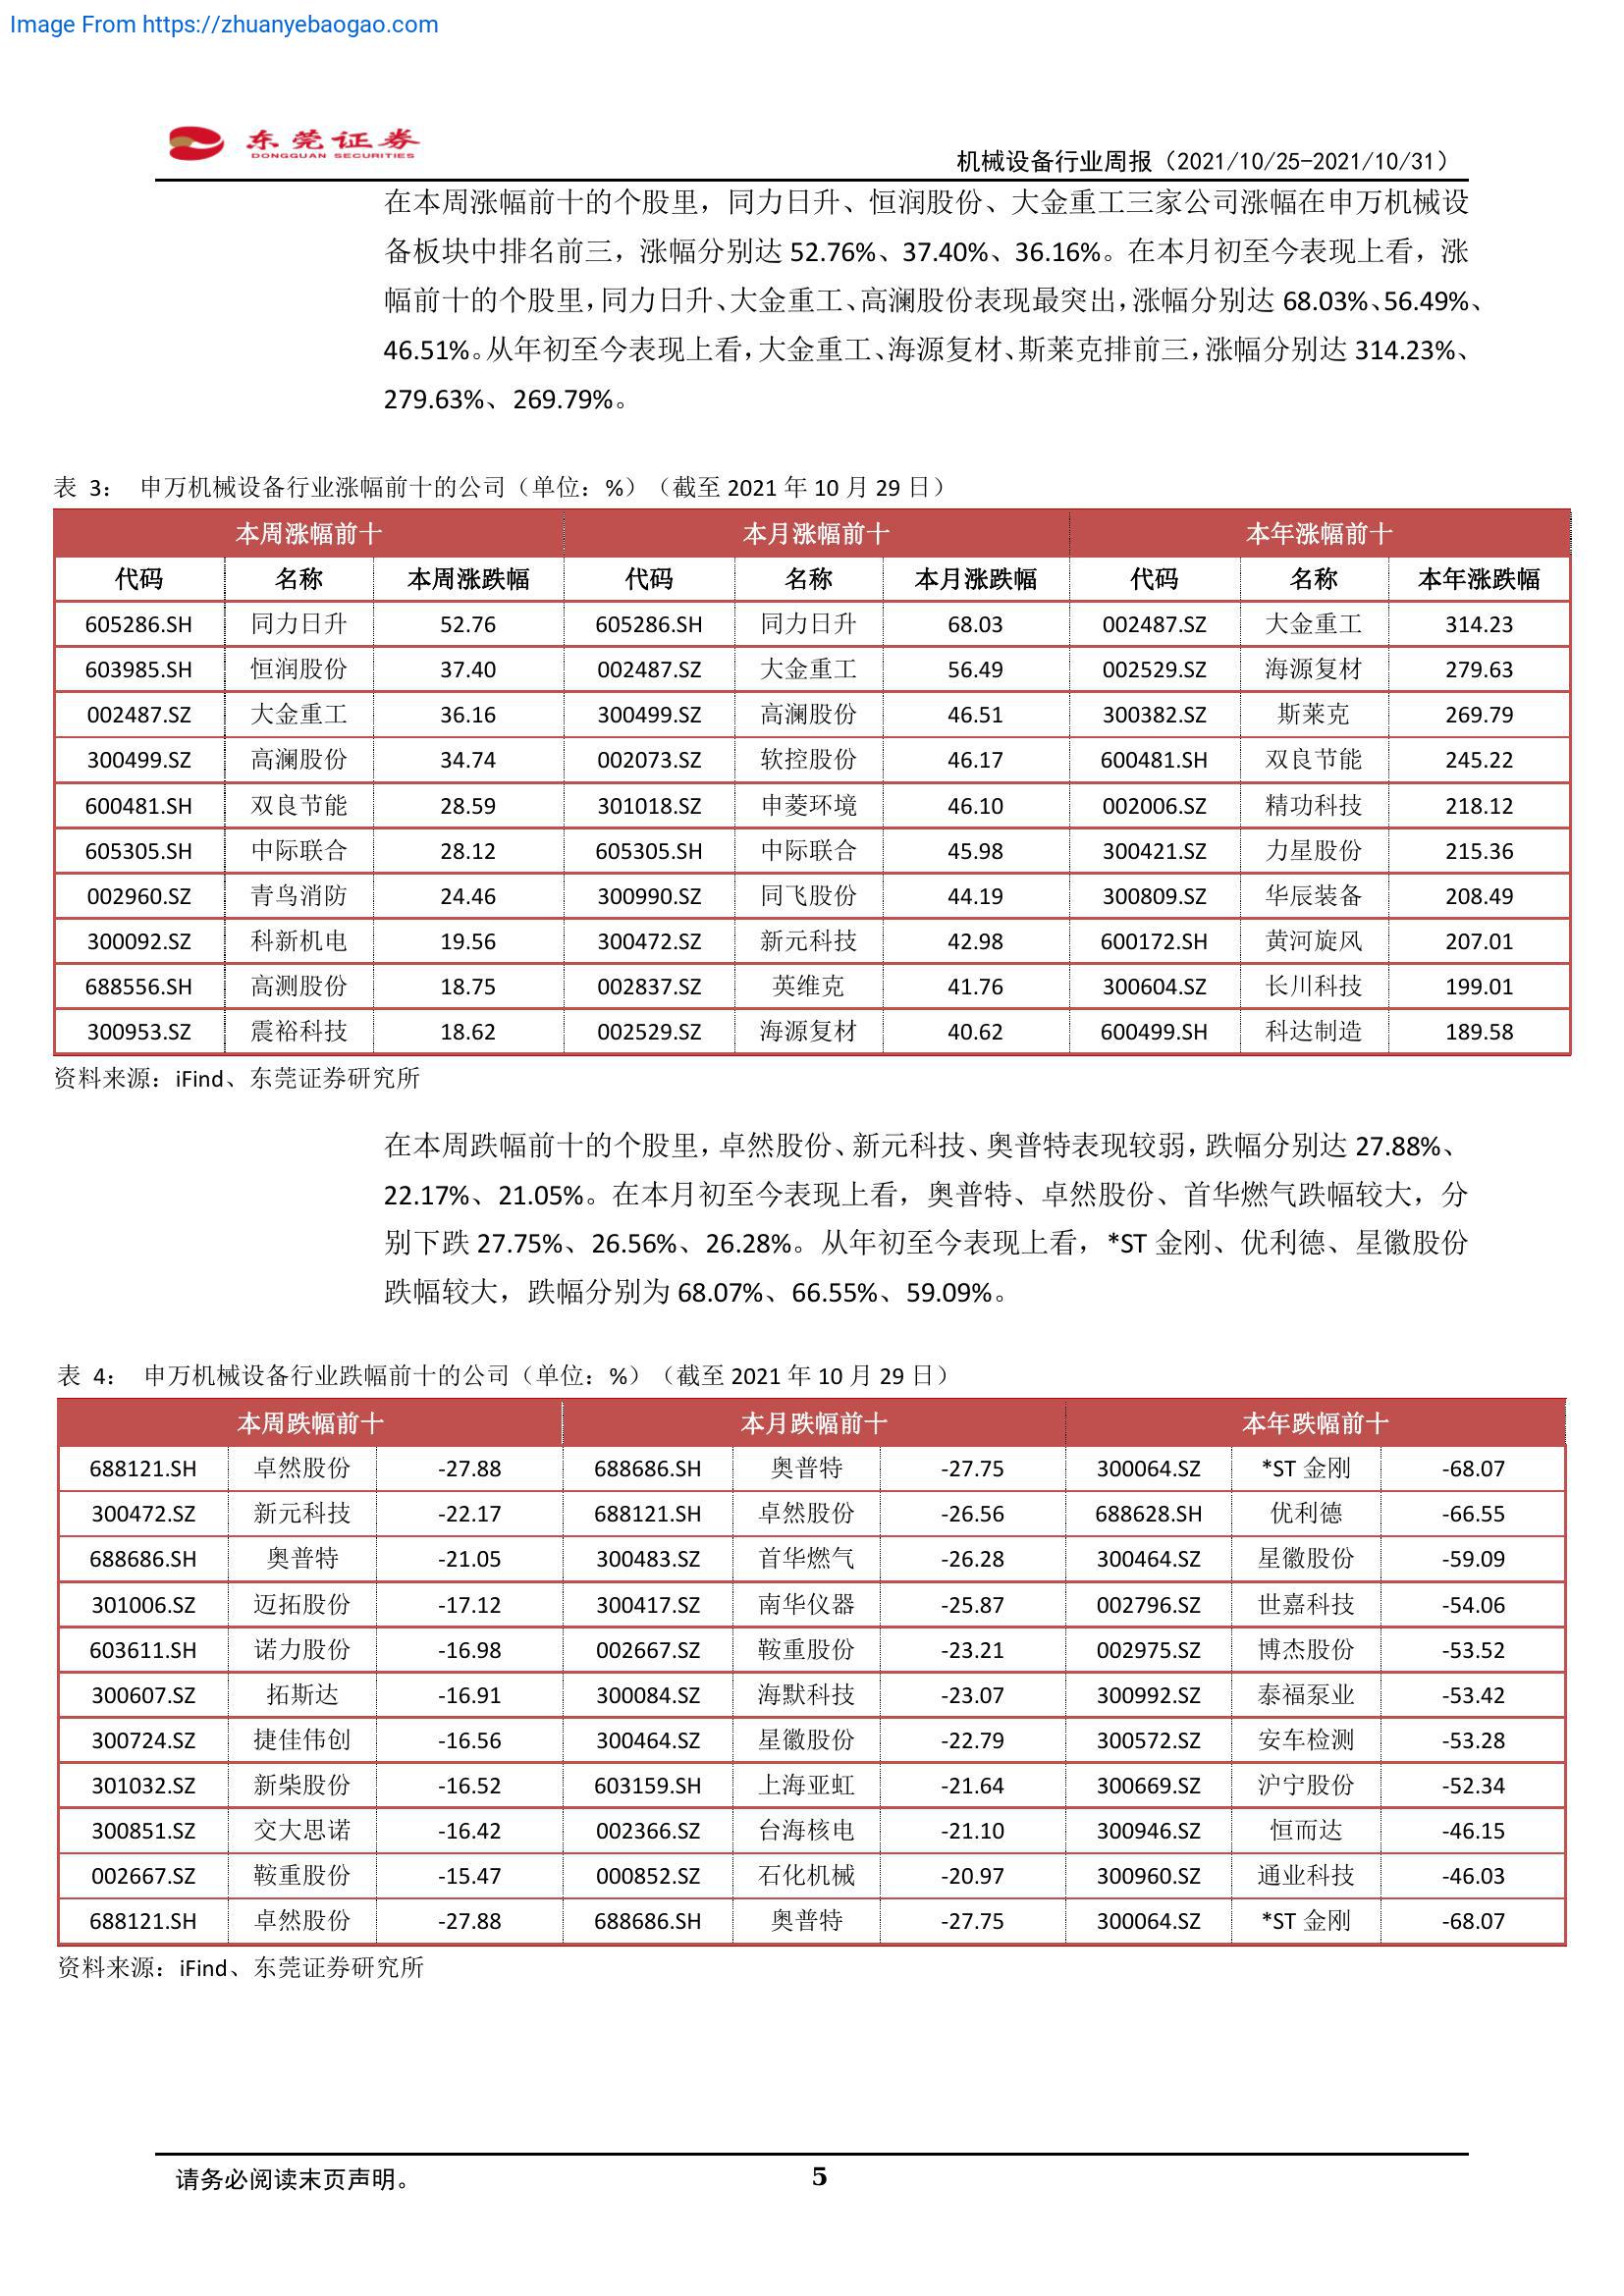 Image From https://zhuanyebaogao.com
东莞证券
DONGGUAN SECURITIES
机械设备行业周报（2021/10/25-2021/10/31）
在本周涨幅前十的个股里，同力日升、恒润股份、大金重工三家公司涨幅在申万机械设
备板块中排名前三，涨幅分别达 52.76%、37.40%、36.16%。在本月初至今表现上看，涨
幅前十的个股里，同力日升、大金重工、高澜股份表现最突出，涨幅分别达 68.03%、56.49%、
46.51%。从年初至今表现上看，大金重工、海源复材、斯莱克排前三，涨幅分别达 314.23%、
279.63%、269.79%。
表 3： 申万机械设备行业涨幅前十的公司（单位：%）（截至 2021 年 10 月 29 日）
本周涨幅前十 本月涨幅前十 本年涨幅前十
代码 名称 本周涨跌幅 代码 名称 本月涨跌幅 代码 名称 本年涨跌幅
605286.SH 同力日升 52.76 605286.SH 同力日升 68.03 002487.SZ 大金重工 314.23
603985.SH 恒润股份 37.40 002487.SZ 大金重工 56.49 002529.SZ 海源复材 279.63
002487.SZ 大金重工 36.16 300499.SZ 高澜股份 46.51 300382.SZ 斯莱克 269.79
300499.SZ 高澜股份 34.74 002073.SZ 软控股份 46.17 600481.SH 双良节能 245.22
600481.SH 双良节能 28.59 301018.SZ 申菱环境 46.10 002006.SZ 精功科技 218.12
605305.SH 中际联合 28.12 605305.SH 中际联合 45.98 300421.SZ 力星股份 215.36
002960.SZ 青鸟消防 24.46 300990.SZ 同飞股份 44.19 300809.SZ 华辰装备 208.49
300092.SZ 科新机电 19.56 300472.SZ 新元科技 42.98 600172.SH 黄河旋风 207.01
688556.SH 高测股份 18.75 002837.SZ 英维克 41.76 300604.SZ 长川科技 199.01
300953.SZ 震裕科技 18.62 002529.SZ 海源复材 40.62 600499.SH 科达制造 189.58
资料来源：iFind、东莞证券研究所
在本周跌幅前十的个股里，卓然股份、新元科技、奥普特表现较弱，跌幅分别达 27.88%、
22.17%、21.05%。在本月初至今表现上看，奥普特、卓然股份、首华燃气跌幅较大，分
别下跌 27.75%、26.56%、26.28%。从年初至今表现上看，*ST 金刚、优利德、星徽股份
跌幅较大，跌幅分别为 68.07%、66.55%、59.09%。
表 4： 申万机械设备行业跌幅前十的公司（单位：%）（截至 2021 年 10 月 29 日）
本周跌幅前十 本月跌幅前十 本年跌幅前十
688121.SH 卓然股份 -27.88 688686.SH 奥普特 -27.75 300064.SZ *ST 金刚 -68.07
300472.SZ 新元科技 -22.17 688121.SH 卓然股份 -26.56 688628.SH 优利德 -66.55
688686.SH 奥普特 -21.05 300483.SZ 首华燃气 -26.28 300464.SZ 星徽股份 -59.09
301006.SZ 迈拓股份 -17.12 300417.SZ 南华仪器 -25.87 002796.SZ 世嘉科技 -54.06
603611.SH 诺力股份 -16.98 002667.SZ 鞍重股份 -23.21 002975.SZ 博杰股份 -53.52
300607.SZ 拓斯达 -16.91 300084.SZ 海默科技 -23.07 300992.SZ 泰福泵业 -53.42
300724.SZ 捷佳伟创 -16.56 300464.SZ 星徽股份 -22.79 300572.SZ 安车检测 -53.28
301032.SZ 新柴股份 -16.52 603159.SH 上海亚虹 -21.64 300669.SZ 沪宁股份 -52.34
300851.SZ 交大思诺 -16.42 002366.SZ 台海核电 -21.10 300946.SZ 恒而达 -46.15
002667.SZ 鞍重股份 -15.47 000852.SZ 石化机械 -20.97 300960.SZ 通业科技 -46.03
688121.SH 卓然股份 -27.88 688686.SH 奥普特 -27.75 300064.SZ *ST 金刚 -68.07
资料来源：iFind、东莞证券研究所
请务必阅读末页声明。
5